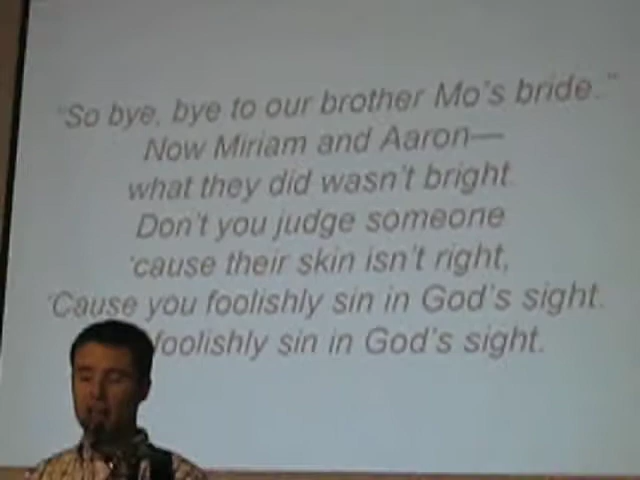 "So bye, bye to our brother Mo's bride."
Now Miriam and Aaron—
what they did wasn't bright.
Don't you judge someone
'cause their skin isn't right,
'Cause you foolishly sin in God's sight.
foolishly sin in God's sight.